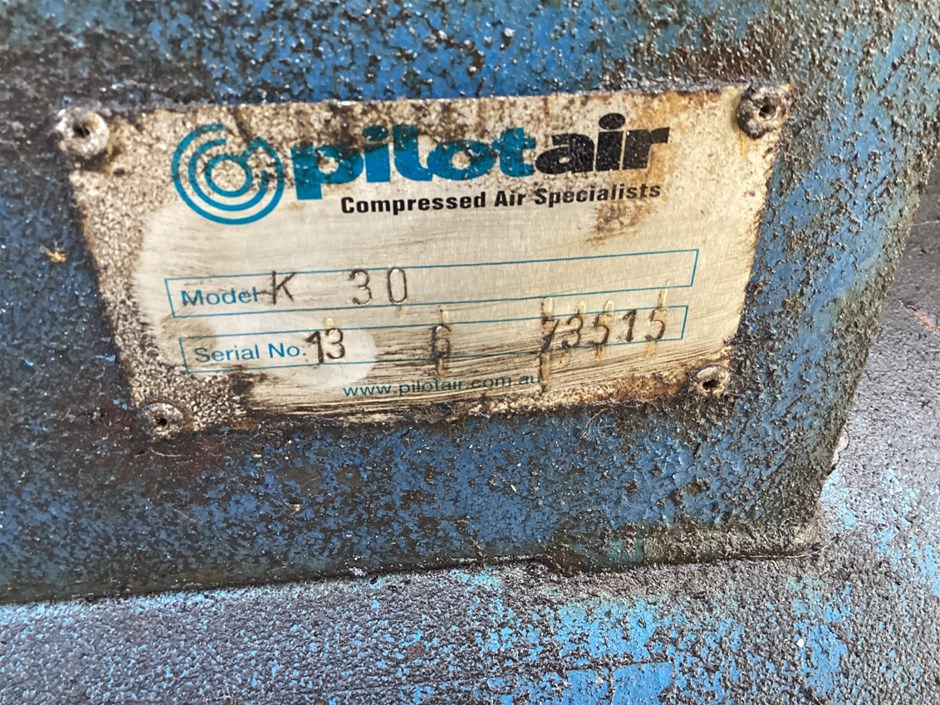 pilotair
Compressed Air Specialists
Model K 30
Serial No: 13 6 73515
www.pilotair.com.au